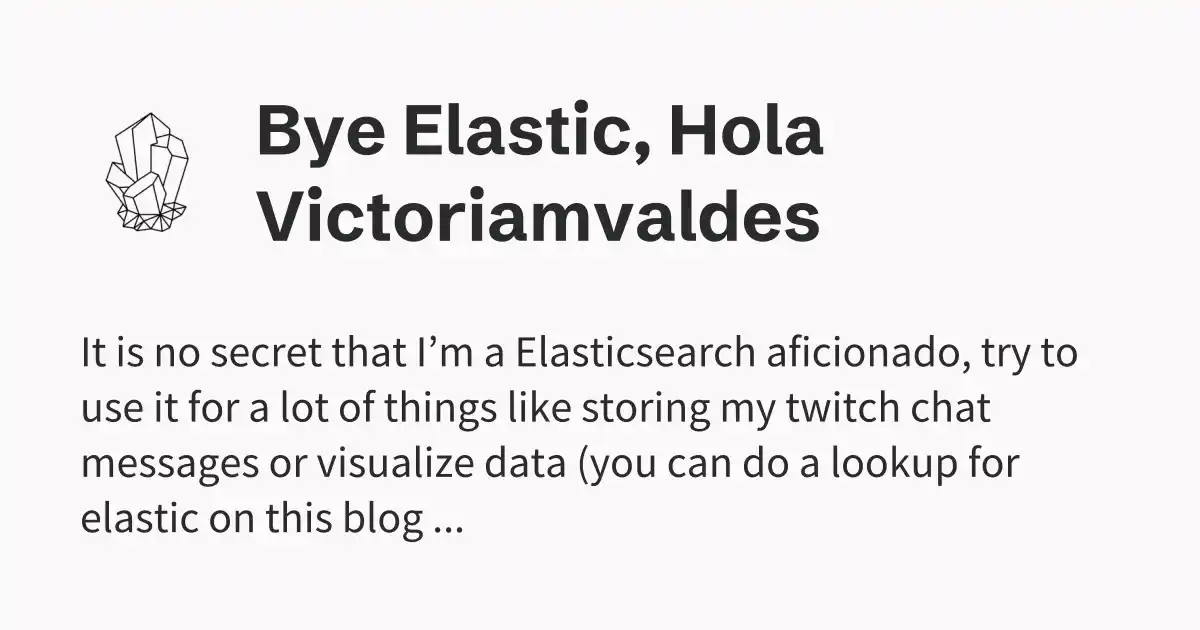 Bye Elastic, Hola
Victoriamvaldes
It is no secret that I’m a Elasticsearch aficionado, try to
use it for a lot of things like storing my twitch chat
messages or visualize data (you can do a lookup for
elastic on this blog ...